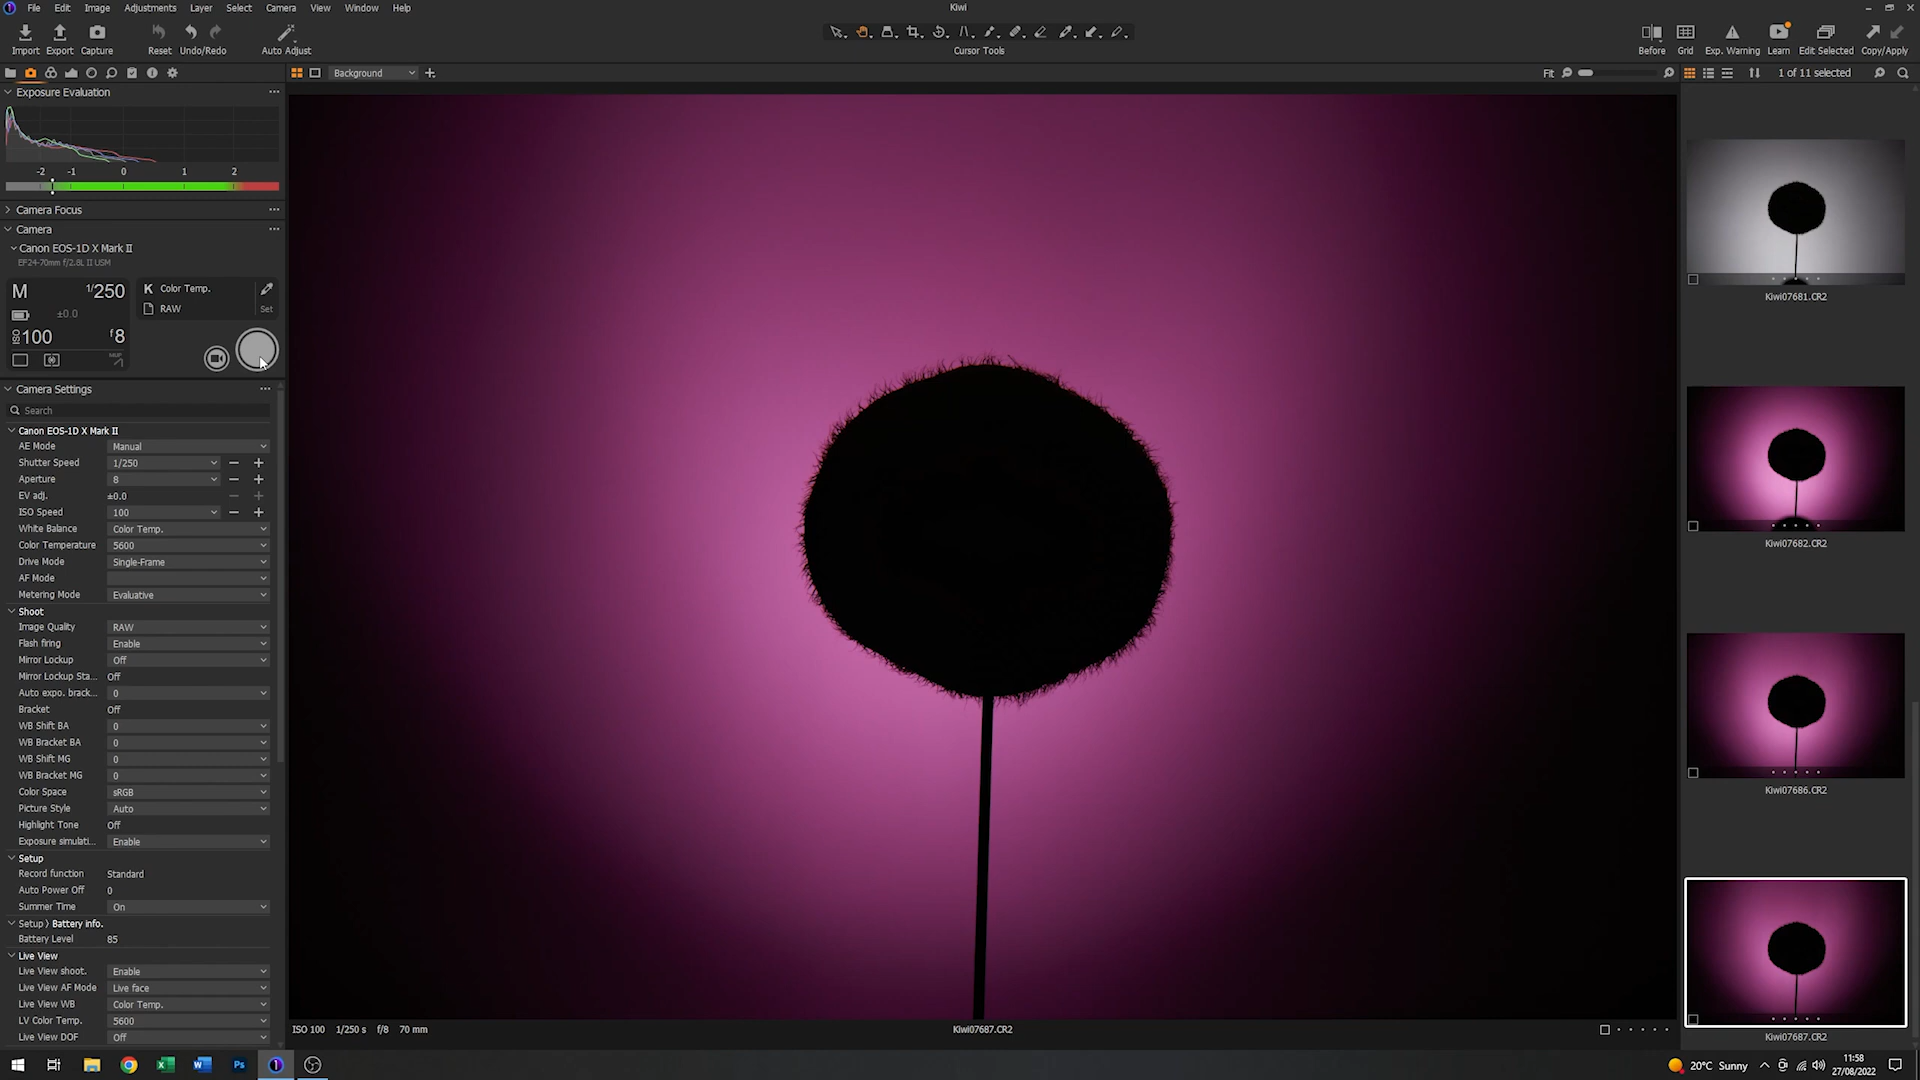 File Edit Image Adjustments Layer Select Camera View Window Help
Kiwi
Import Export Capture Reset Undo/Redo Auto Adjust
Cursor Tools
Before Grid Exp. Warning Learn Edit Selected Copy/Apply
Background
Fit
1 of 11 selected
Exposure Evaluation
-2 -1 0 1 2
Camera Focus
Camera
Canon EOS-1D X Mark II
EF24-70mm f/2.8L II USM
M 1/250
K Color Temp.
±0.0
RAW Set
ISO 100 f8
Camera Settings
Search
Canon EOS-1D X Mark II
AE Mode Manual
Shutter Speed 1/250
Aperture 8
EV adj. ±0.0
ISO Speed 100
White Balance Color Temp.
Color Temperature 5600
Drive Mode Single-Frame
AF Mode
Metering Mode Evaluative
Shoot
Image Quality RAW
Flash firing Enable
Mirror Lockup Off
Mirror Lockup Sta... Off
Auto expo. brack... 0
Bracket Off
WB Shift BA 0
WB Bracket BA 0
WB Shift MG 0
WB Bracket MG 0
Color Space sRGB
Picture Style Auto
Highlight Tone Off
Exposure simulati... Enable
Setup
Record function Standard
Auto Power Off 0
Summer Time On
Setup > Battery info.
Battery Level 85
Live View
Live View shoot. Enable
Live View AF Mode Live face
Live View WB Color Temp.
LV Color Temp. 5600
Live View DOF Off
ISO 100 1/250 s f/8 70 mm
Kiwi07687.CR2
Kiwi07681.CR2
Kiwi07682.CR2
Kiwi07686.CR2
Kiwi07687.CR2
20°C Sunny
11:58
27/08/2022